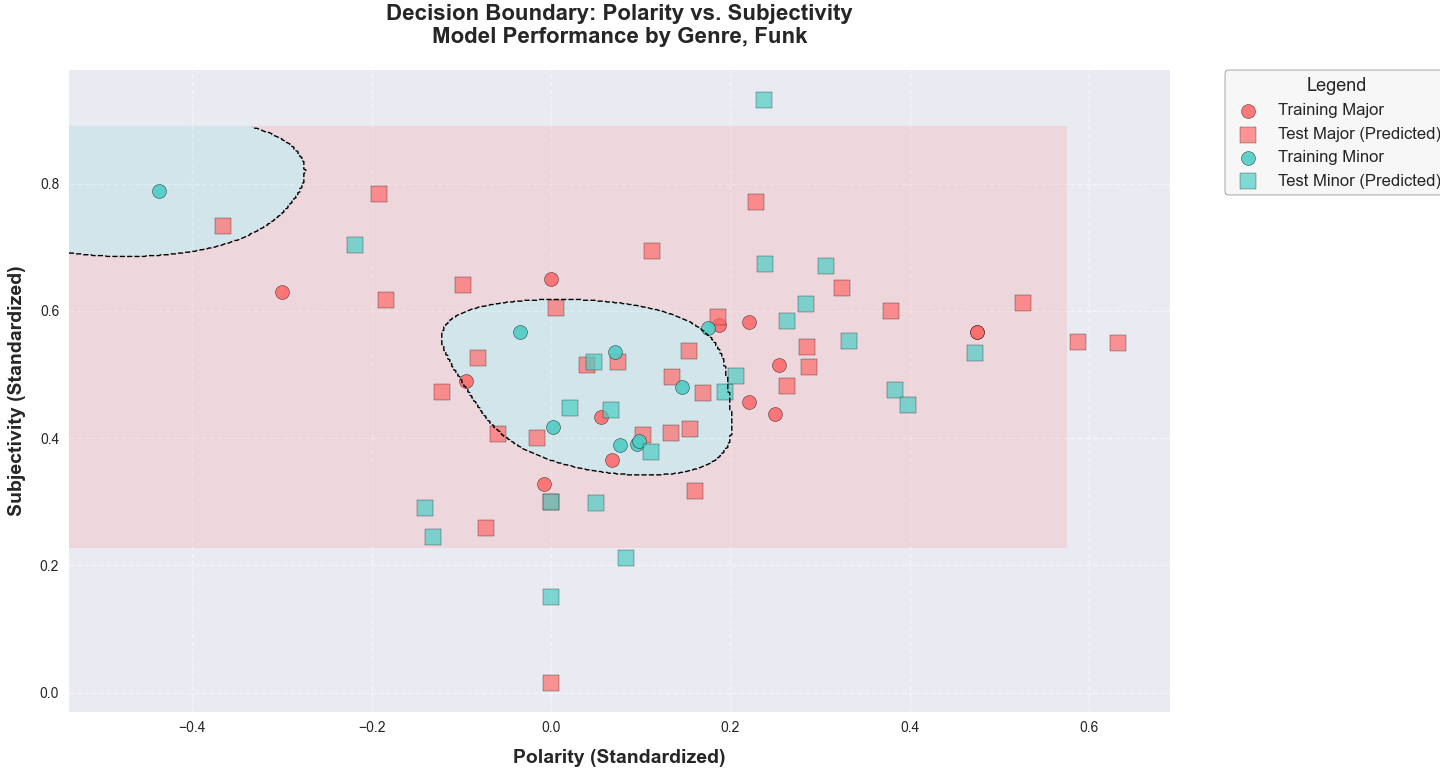 Decision Boundary: Polarity vs. Subjectivity
Model Performance by Genre, Funk
Legend
Training Major
Test Major (Predicted)
Training Minor
Test Minor (Predicted)
Subjectivity (Standardized)
0.8
0.6
0.4
0.2
0.0
−0.4
−0.2
0.0
0.2
0.4
0.6
Polarity (Standardized)